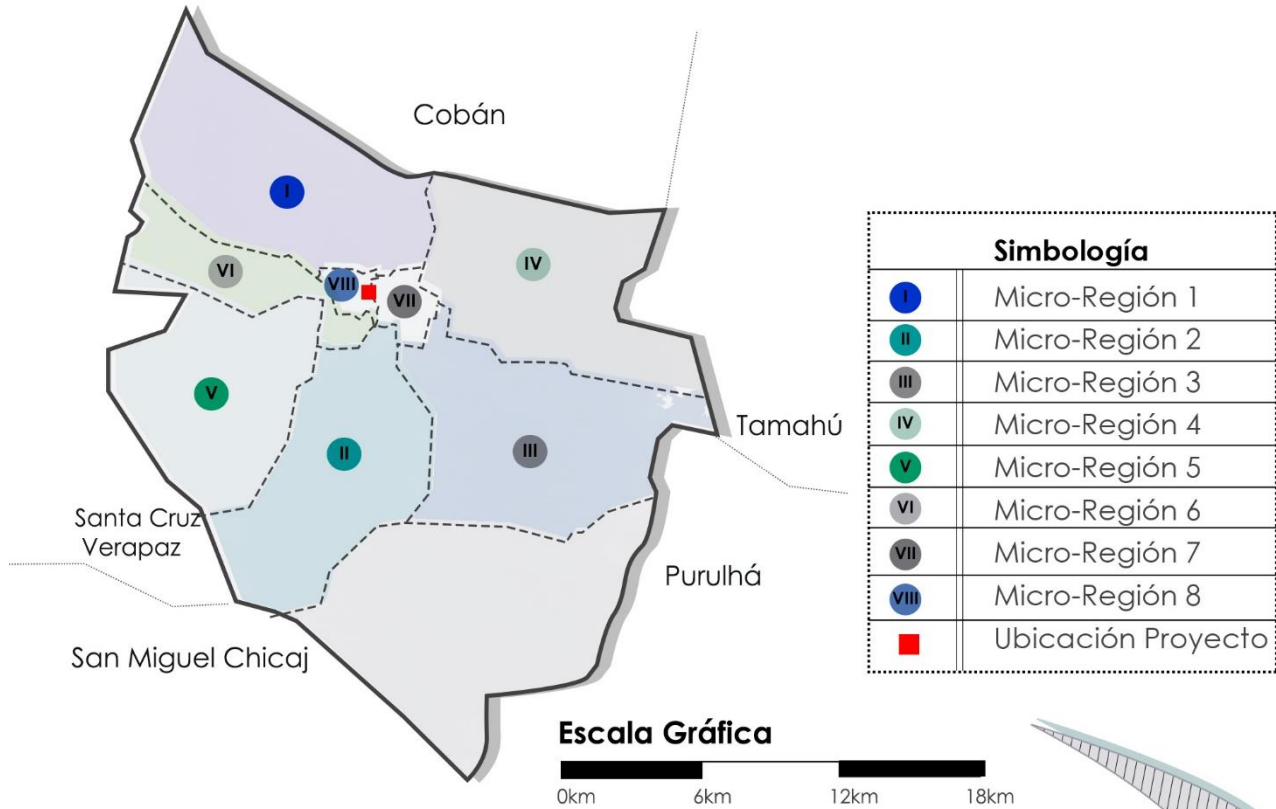 Cobán
I
IV
VI
VIII
VII
V
II
III
Tamahú
Santa Cruz
Verapaz
Purulhá
San Miguel Chicaj
Simbología
I Micro-Región 1
II Micro-Región 2
III Micro-Región 3
IV Micro-Región 4
V Micro-Región 5
VI Micro-Región 6
VII Micro-Región 7
VIII Micro-Región 8
Ubicación Proyecto
Escala Gráfica
0km 6km 12km 18km